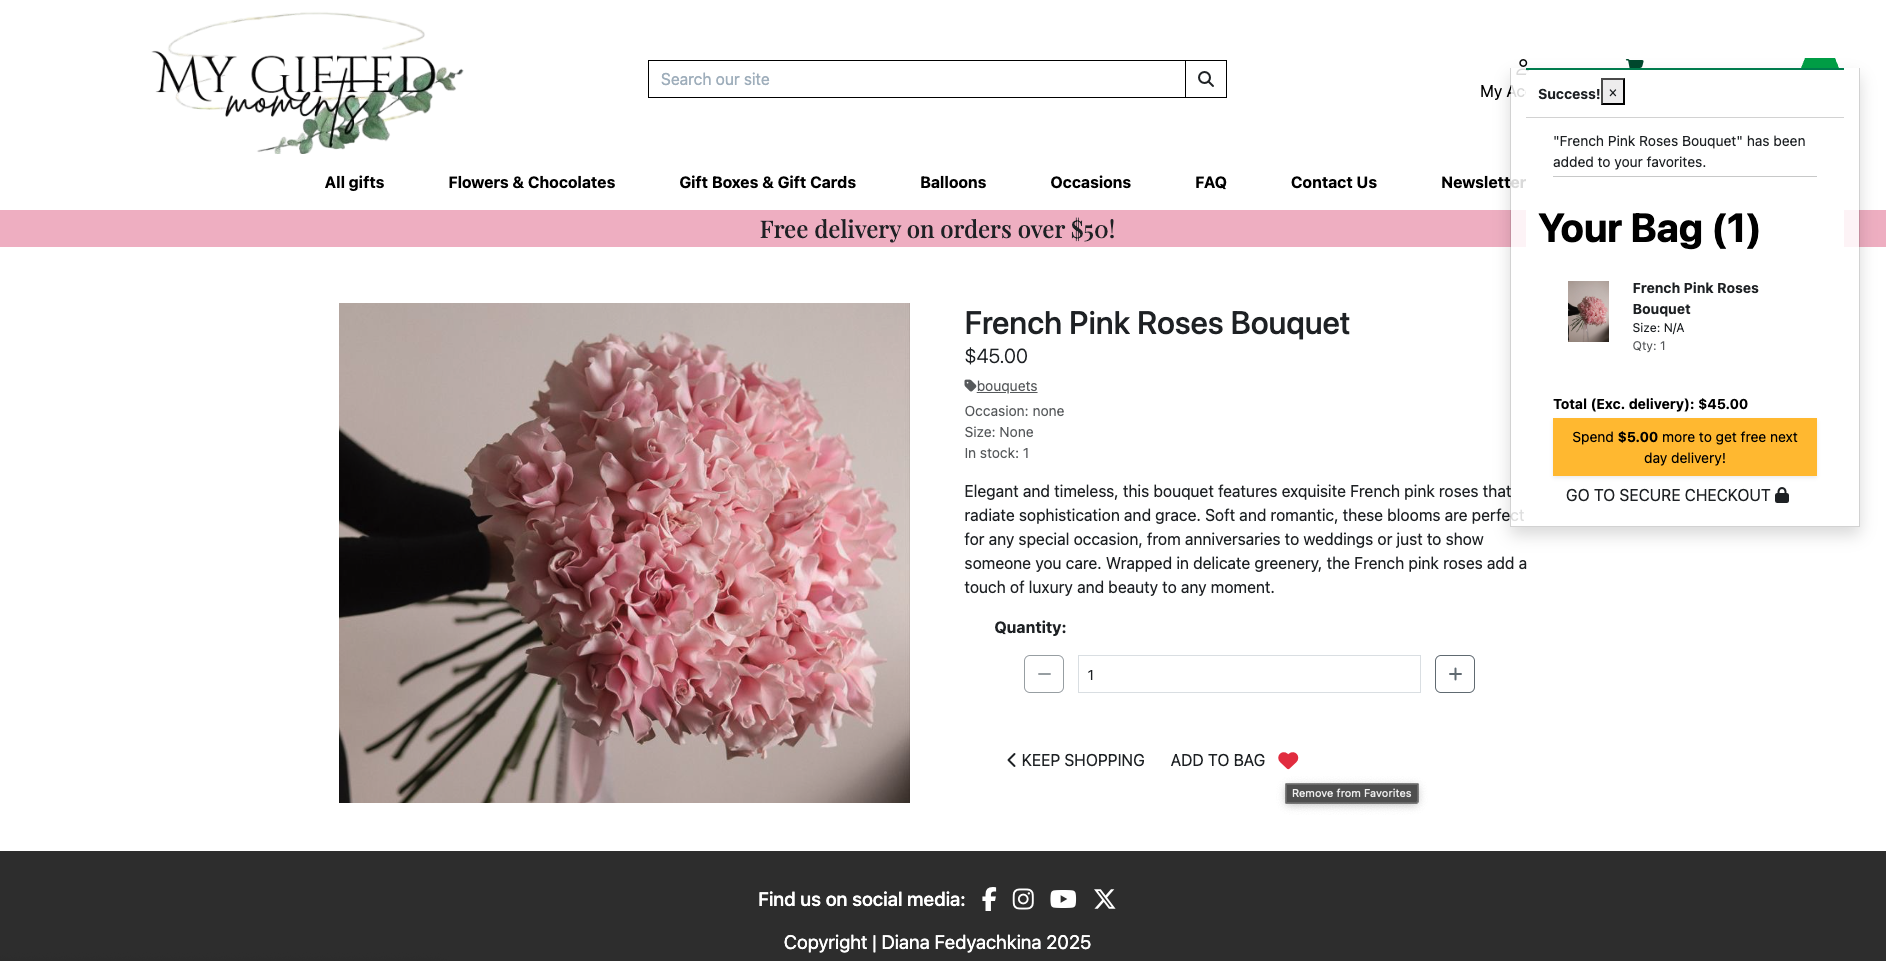 MY GIFTED
moments
Search our site
My Ac
Success! ×
"French Pink Roses Bouquet" has been
added to your favorites.
All gifts Flowers & Chocolates Gift Boxes & Gift Cards Balloons Occasions FAQ Contact Us Newsletter
Free delivery on orders over $50!
Your Bag (1)
French Pink Roses
Bouquet
Size: N/A
Qty: 1
Total (Exc. delivery): $45.00
Spend $5.00 more to get free next
day delivery!
GO TO SECURE CHECKOUT
French Pink Roses Bouquet
$45.00
bouquets
Occasion: none
Size: None
In stock: 1
Elegant and timeless, this bouquet features exquisite French pink roses that
radiate sophistication and grace. Soft and romantic, these blooms are perfect
for any special occasion, from anniversaries to weddings or just to show
someone you care. Wrapped in delicate greenery, the French pink roses add a
touch of luxury and beauty to any moment.
Quantity:
1
KEEP SHOPPING ADD TO BAG
Remove from Favorites
Find us on social media:
Copyright | Diana Fedyachkina 2025